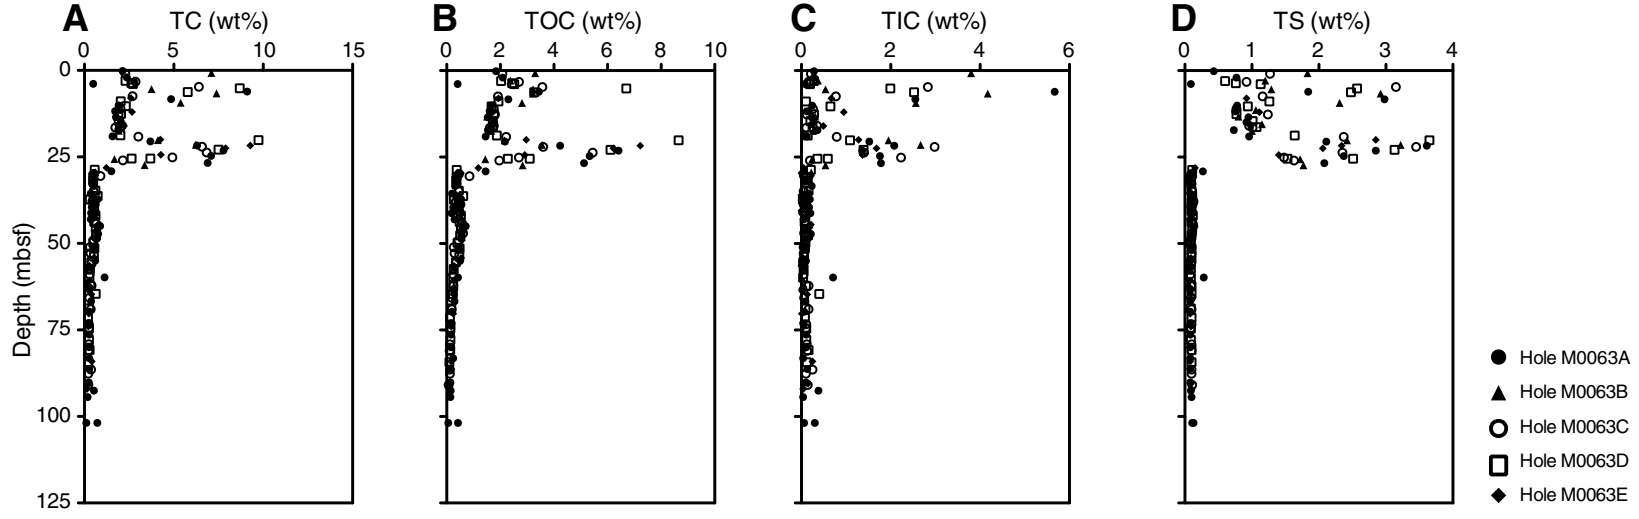 A TC (wt%)
0 5 10 15
B TOC (wt%)
0 2 4 6 8 10
C TIC (wt%)
0 2 4 6
D TS (wt%)
0 1 2 3 4
Depth (mbsf)
0
25
50
75
100
125
Hole M0063A
Hole M0063B
Hole M0063C
Hole M0063D
Hole M0063E